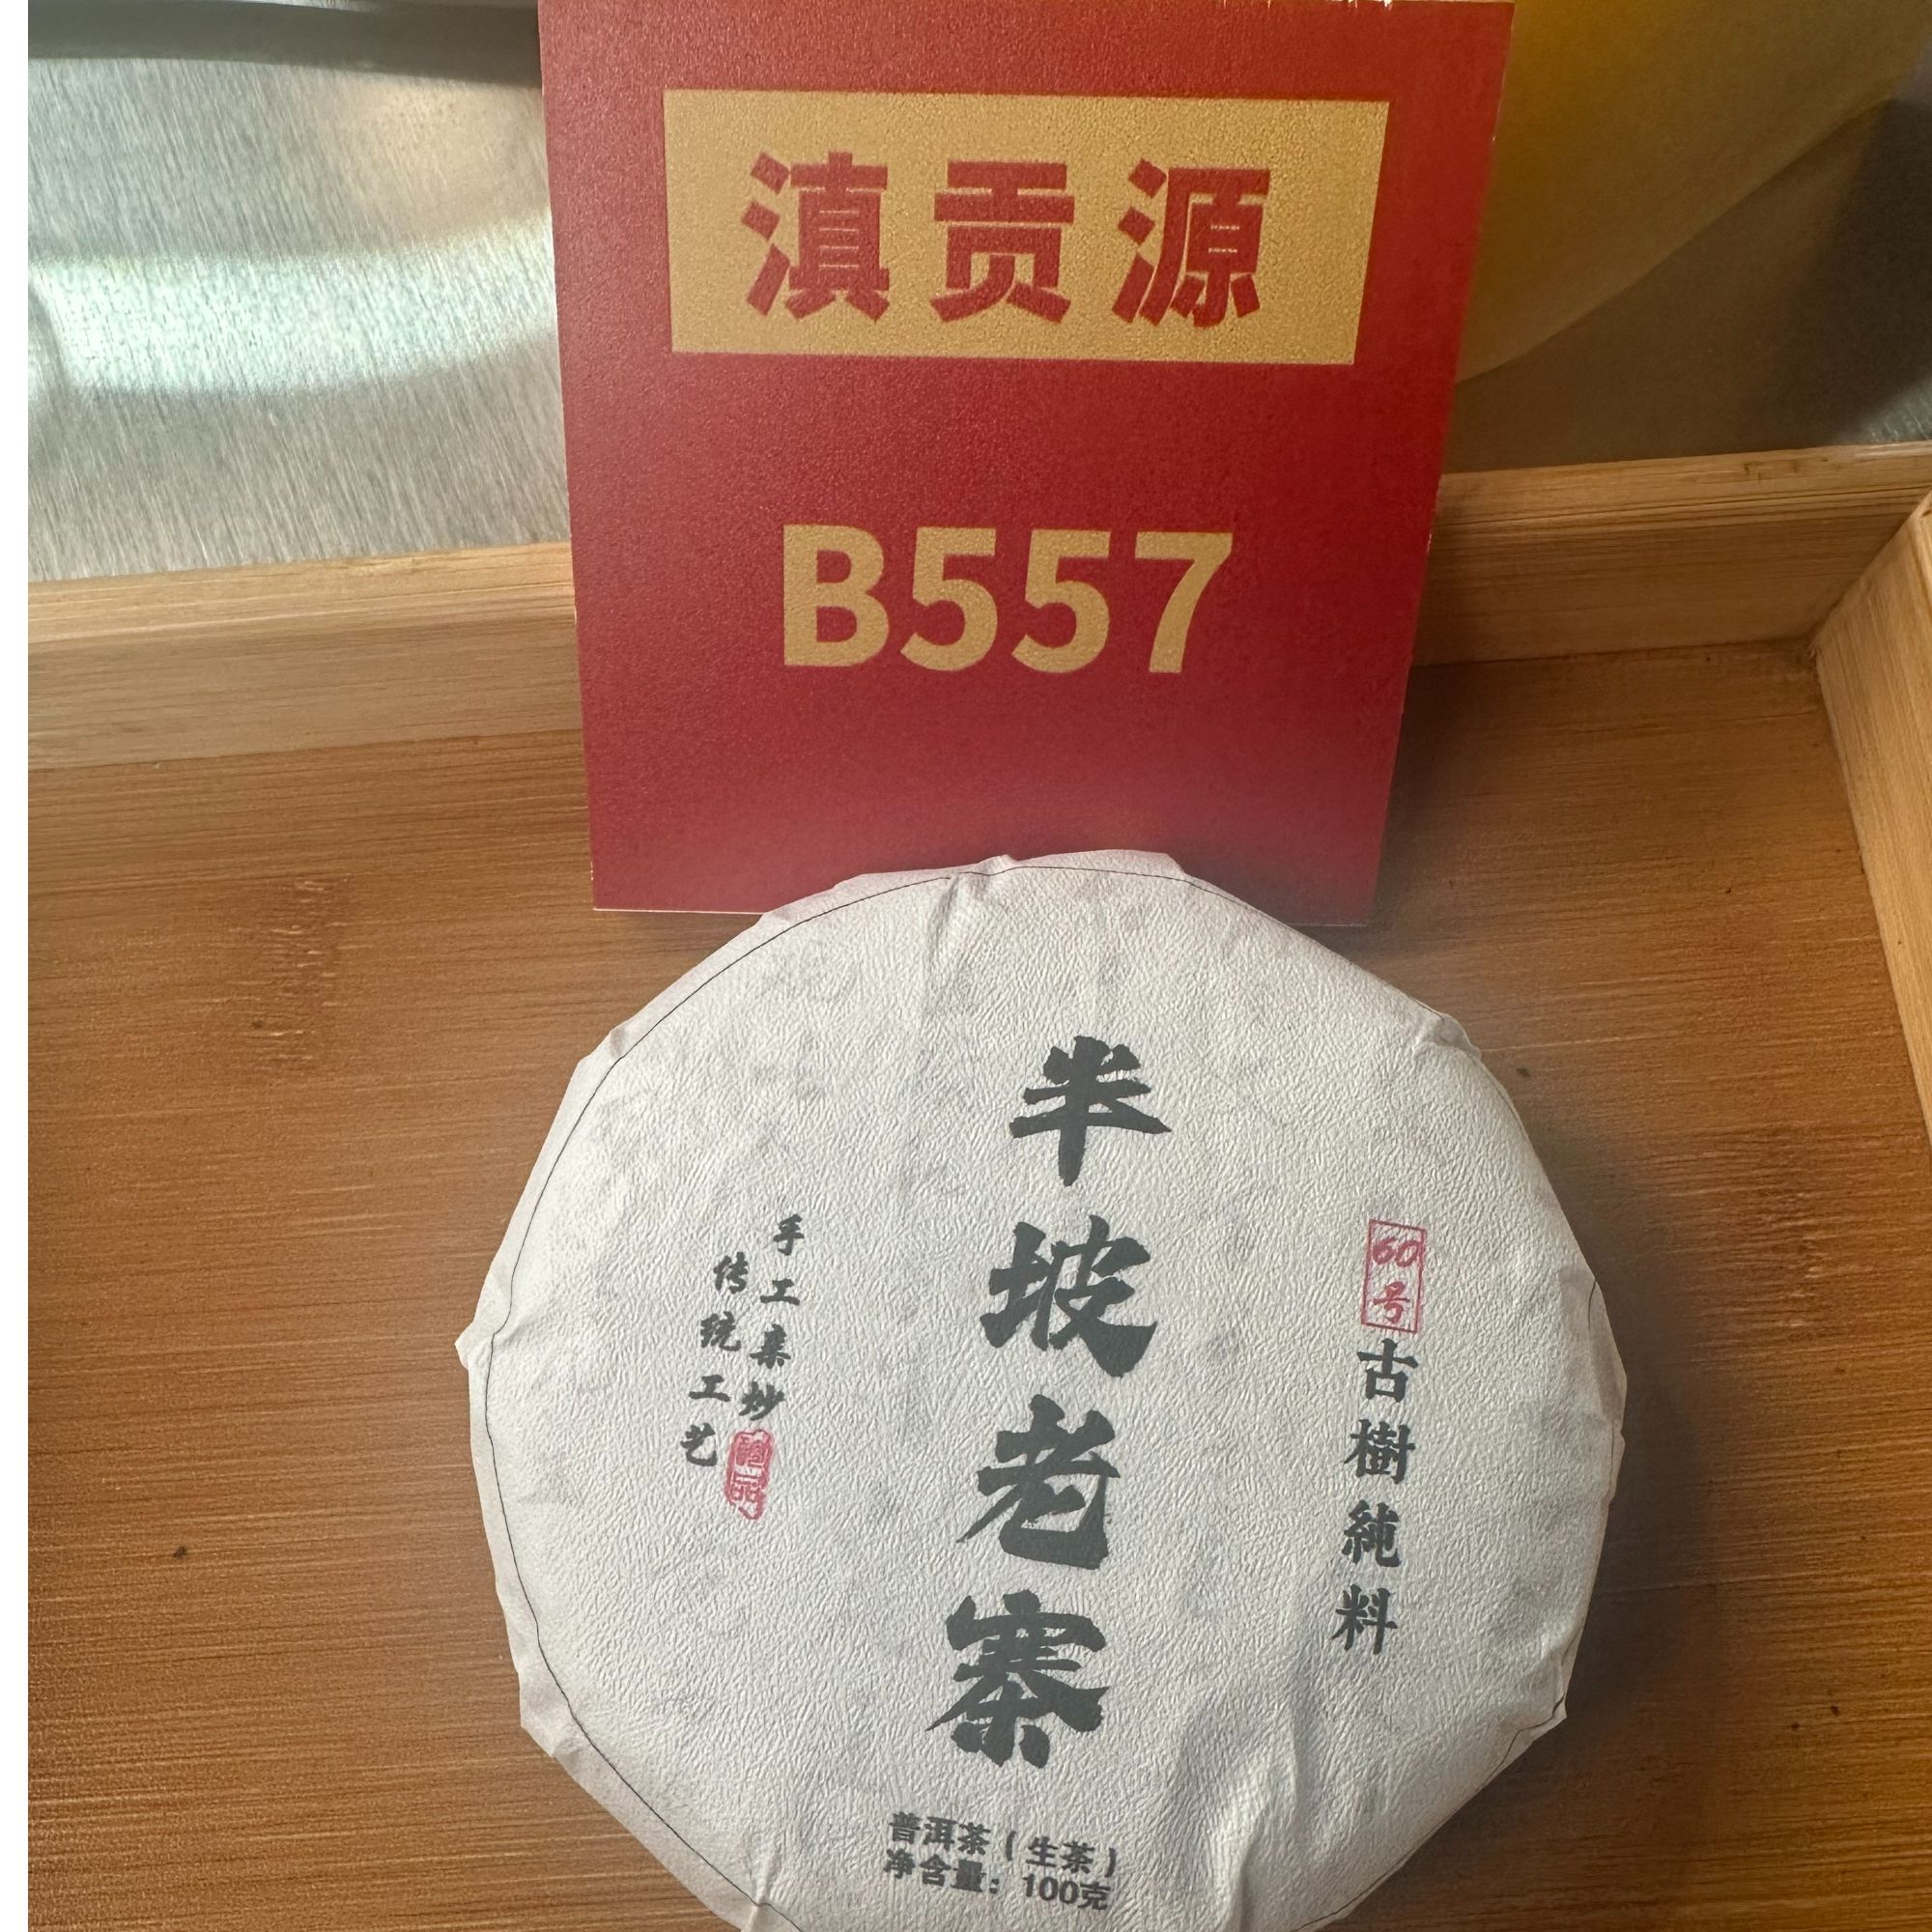 滇贡源
B557
半坡老寨
60号
古樹純料
手工采炒
传统工艺
普洱茶（生茶）
净含量：100克